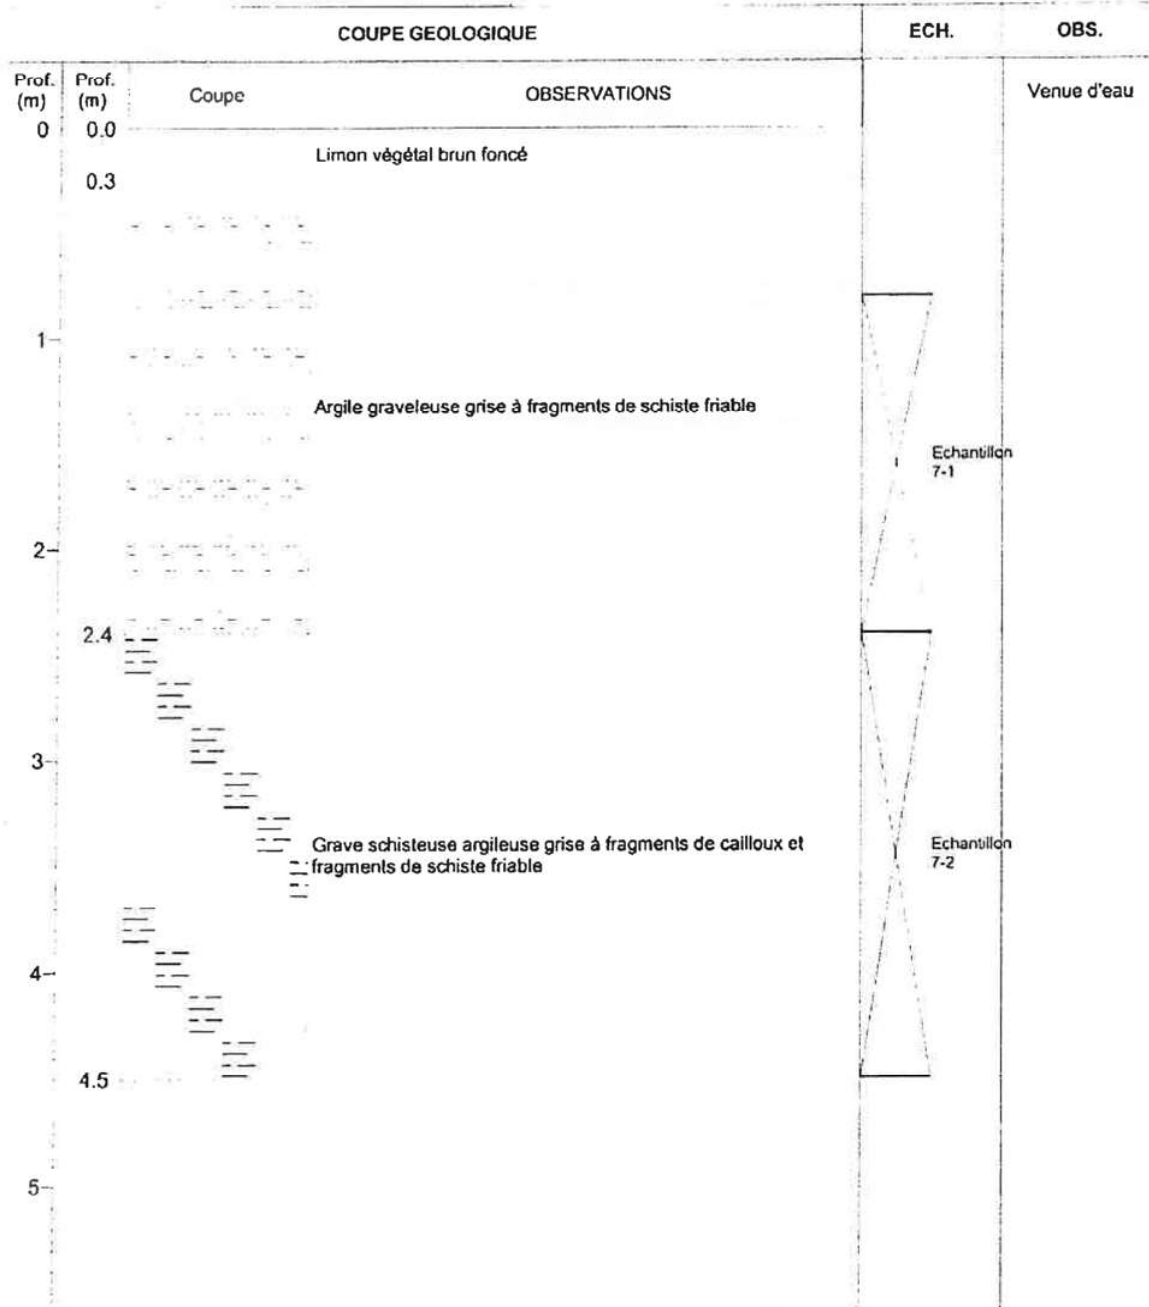 COUPE GEOLOGIQUE
ECH.
OBS.
Prof.
(m)
Prof.
(m)
Coupe
OBSERVATIONS
Venue d'eau
0
0.0
Limon végétal brun foncé
0.3
1
Argile graveleuse grise à fragments de schiste friable
Echantillon
7-1
2
2.4
3
Grave schisteuse argileuse grise à fragments de cailloux et
fragments de schiste friable
Echantillon
7-2
4
4.5
5